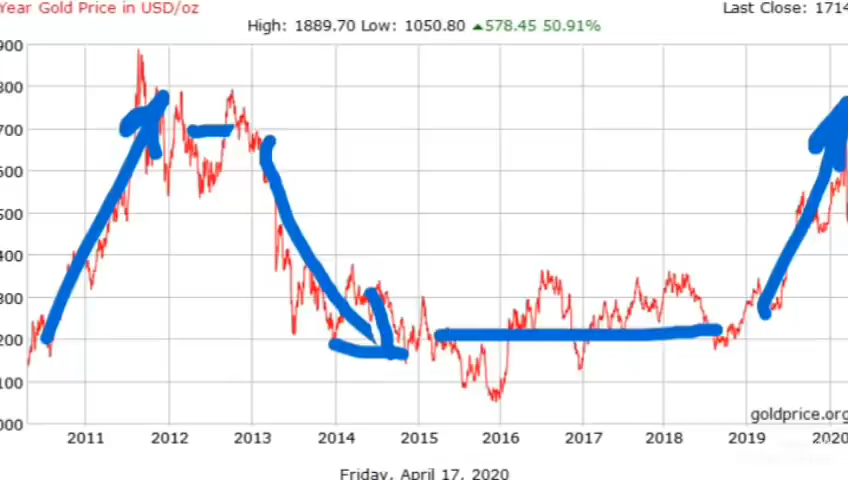 Year Gold Price in USD/oz
Last Close: 1714
High: 1889.70 Low: 1050.80 ▲578.45 50.91%
900
800
700
600
500
400
300
200
100
000
goldprice.org
2011 2012 2013 2014 2015 2016 2017 2018 2019 2020
Friday, April 17, 2020